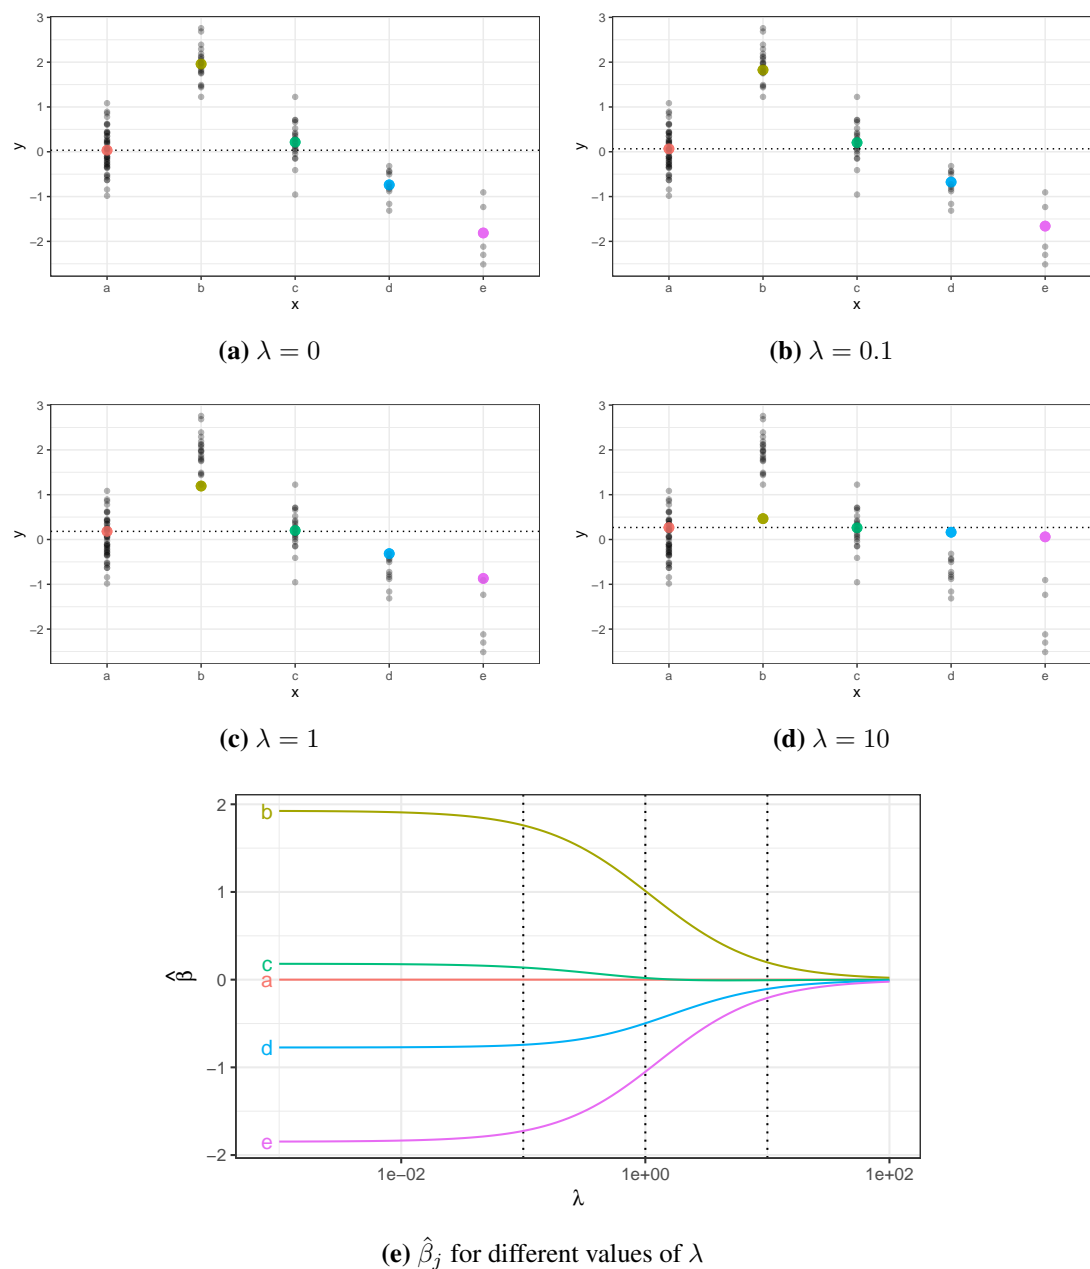 3
2
1
0
−1
−2
y
a b c d e
x
(a) λ = 0
3
2
1
0
−1
−2
y
a b c d e
x
(b) λ = 0.1
3
2
1
0
−1
−2
y
a b c d e
x
(c) λ = 1
3
2
1
0
−1
−2
y
a b c d e
x
(d) λ = 10
2
1
0
−1
−2
β̂
b
c
a
d
e
1e−02 1e+00 1e+02
λ
(e) β̂j for different values of λ